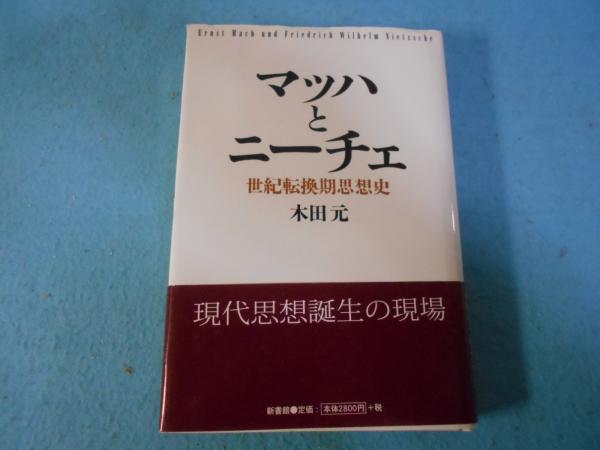 Ernst Mach und Friedrich Wilhelm Nietzsche
マッハ
と
ニーチェ
世紀転換期思想史
木田元
現代思想誕生の現場
新書館●定価:本体2800円+税